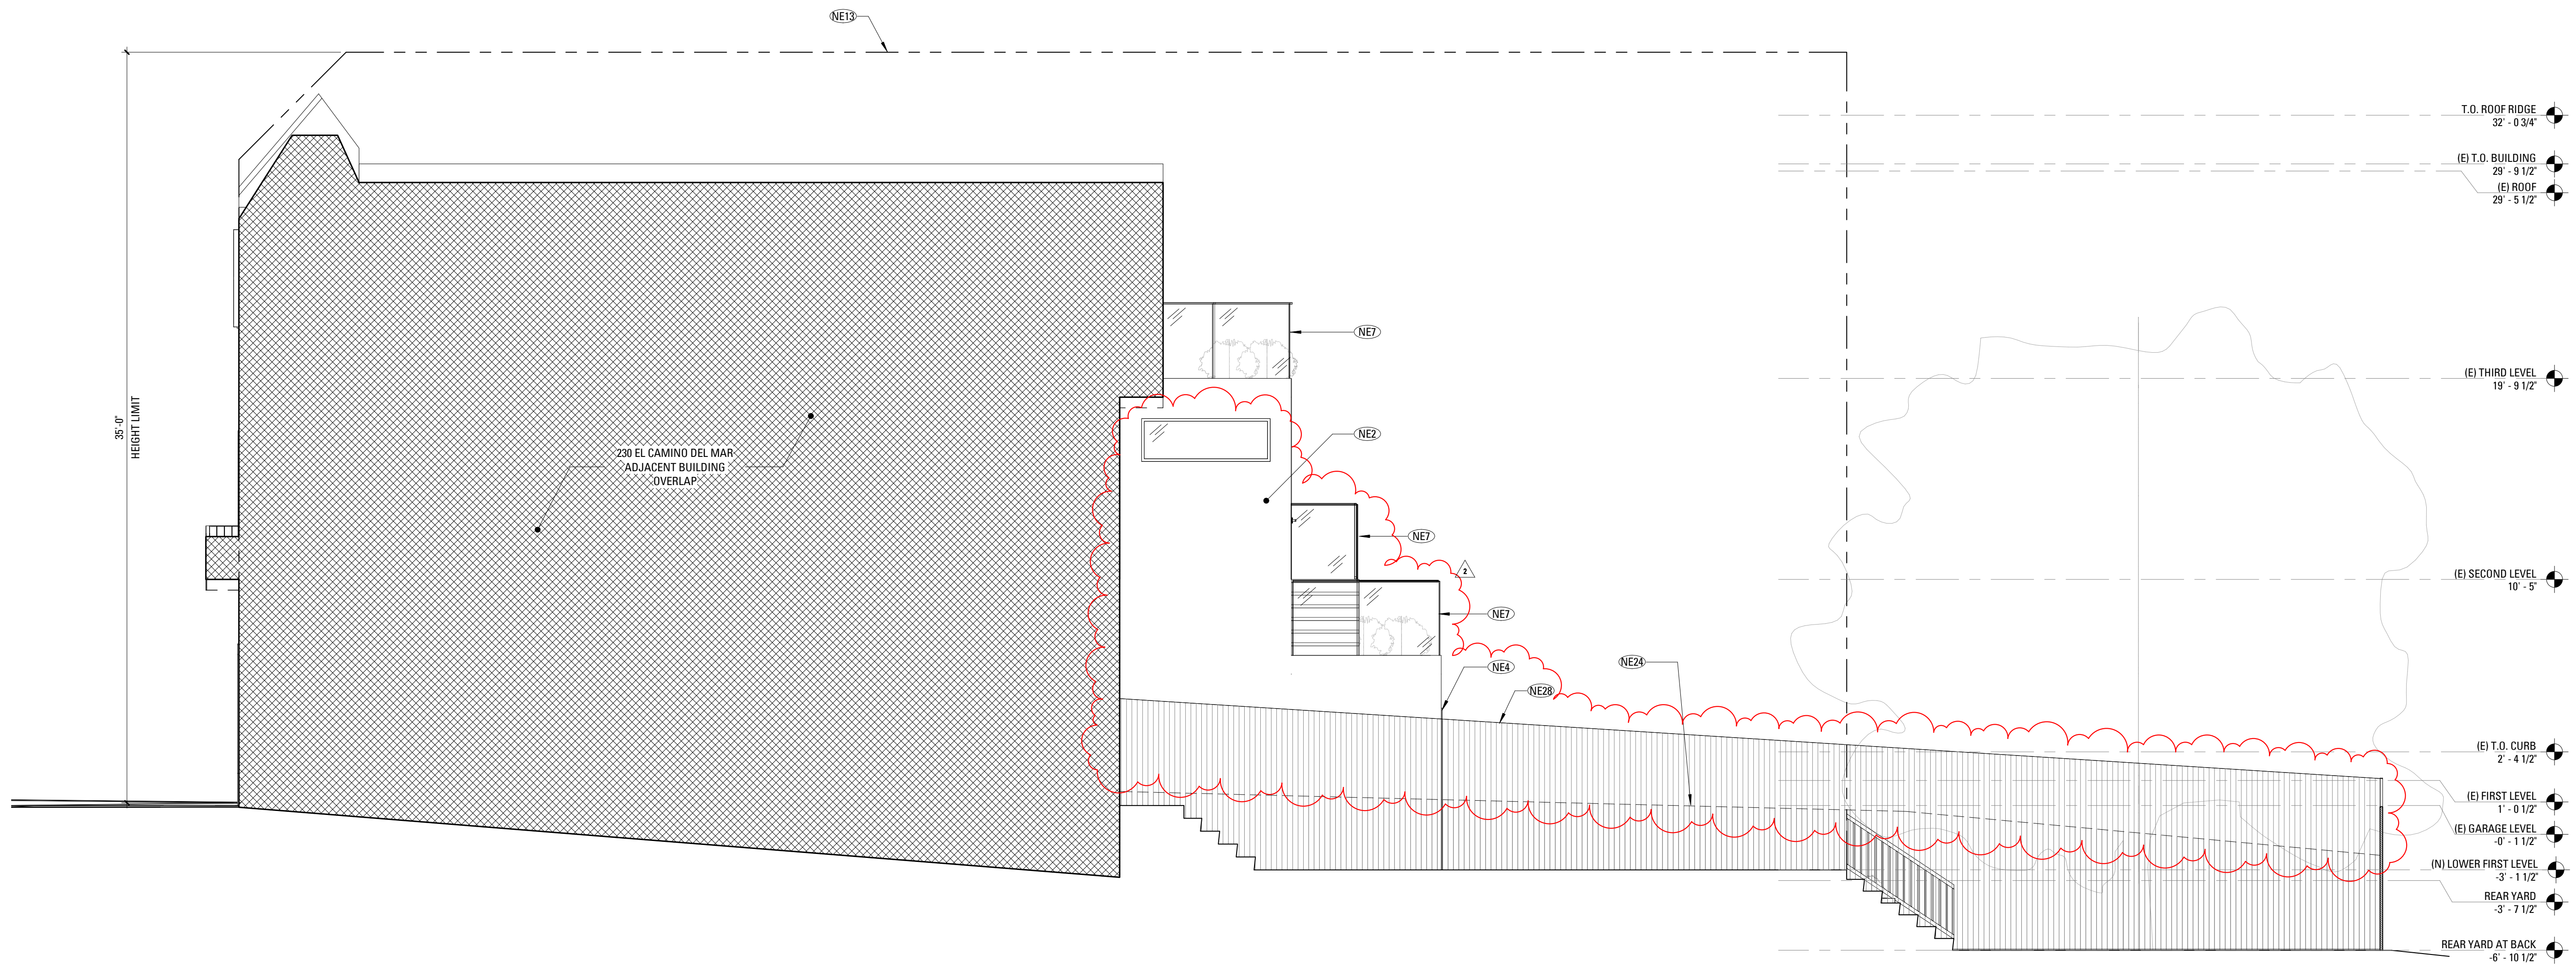 NE13
T.O. ROOF RIDGE
32' - 0 3/4"
(E) T.O. BUILDING
29' - 9 1/2"
(E) ROOF
29' - 5 1/2"
NE7
(E) THIRD LEVEL
19' - 9 1/2"
35'-0"
HEIGHT LIMIT
NE2
230 EL CAMINO DEL MAR
ADJACENT BUILDING
OVERLAP
NE7
2
(E) SECOND LEVEL
10' - 5"
NE7
NE4
NE24
NE28
(E) T.O. CURB
2' - 4 1/2"
(E) FIRST LEVEL
1' - 0 1/2"
(E) GARAGE LEVEL
-0' - 1 1/2"
(N) LOWER FIRST LEVEL
-3' - 1 1/2"
REAR YARD
-3' - 7 1/2"
REAR YARD AT BACK
-6' - 10 1/2"